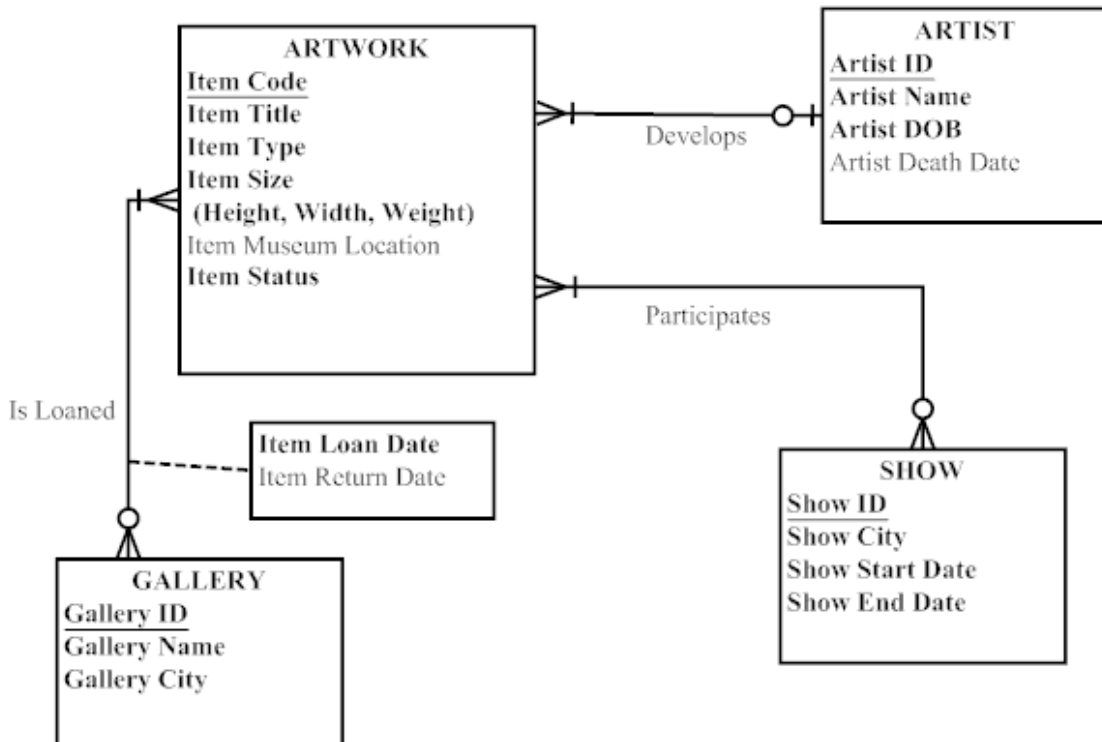 ARTWORK
Item Code
Item Title
Item Type
Item Size
(Height, Width, Weight)
Item Museum Location
Item Status
ARTIST
Artist ID
Artist Name
Artist DOB
Artist Death Date
Develops
Participates
Is Loaned
Item Loan Date
Item Return Date
SHOW
Show ID
Show City
Show Start Date
Show End Date
GALLERY
Gallery ID
Gallery Name
Gallery City